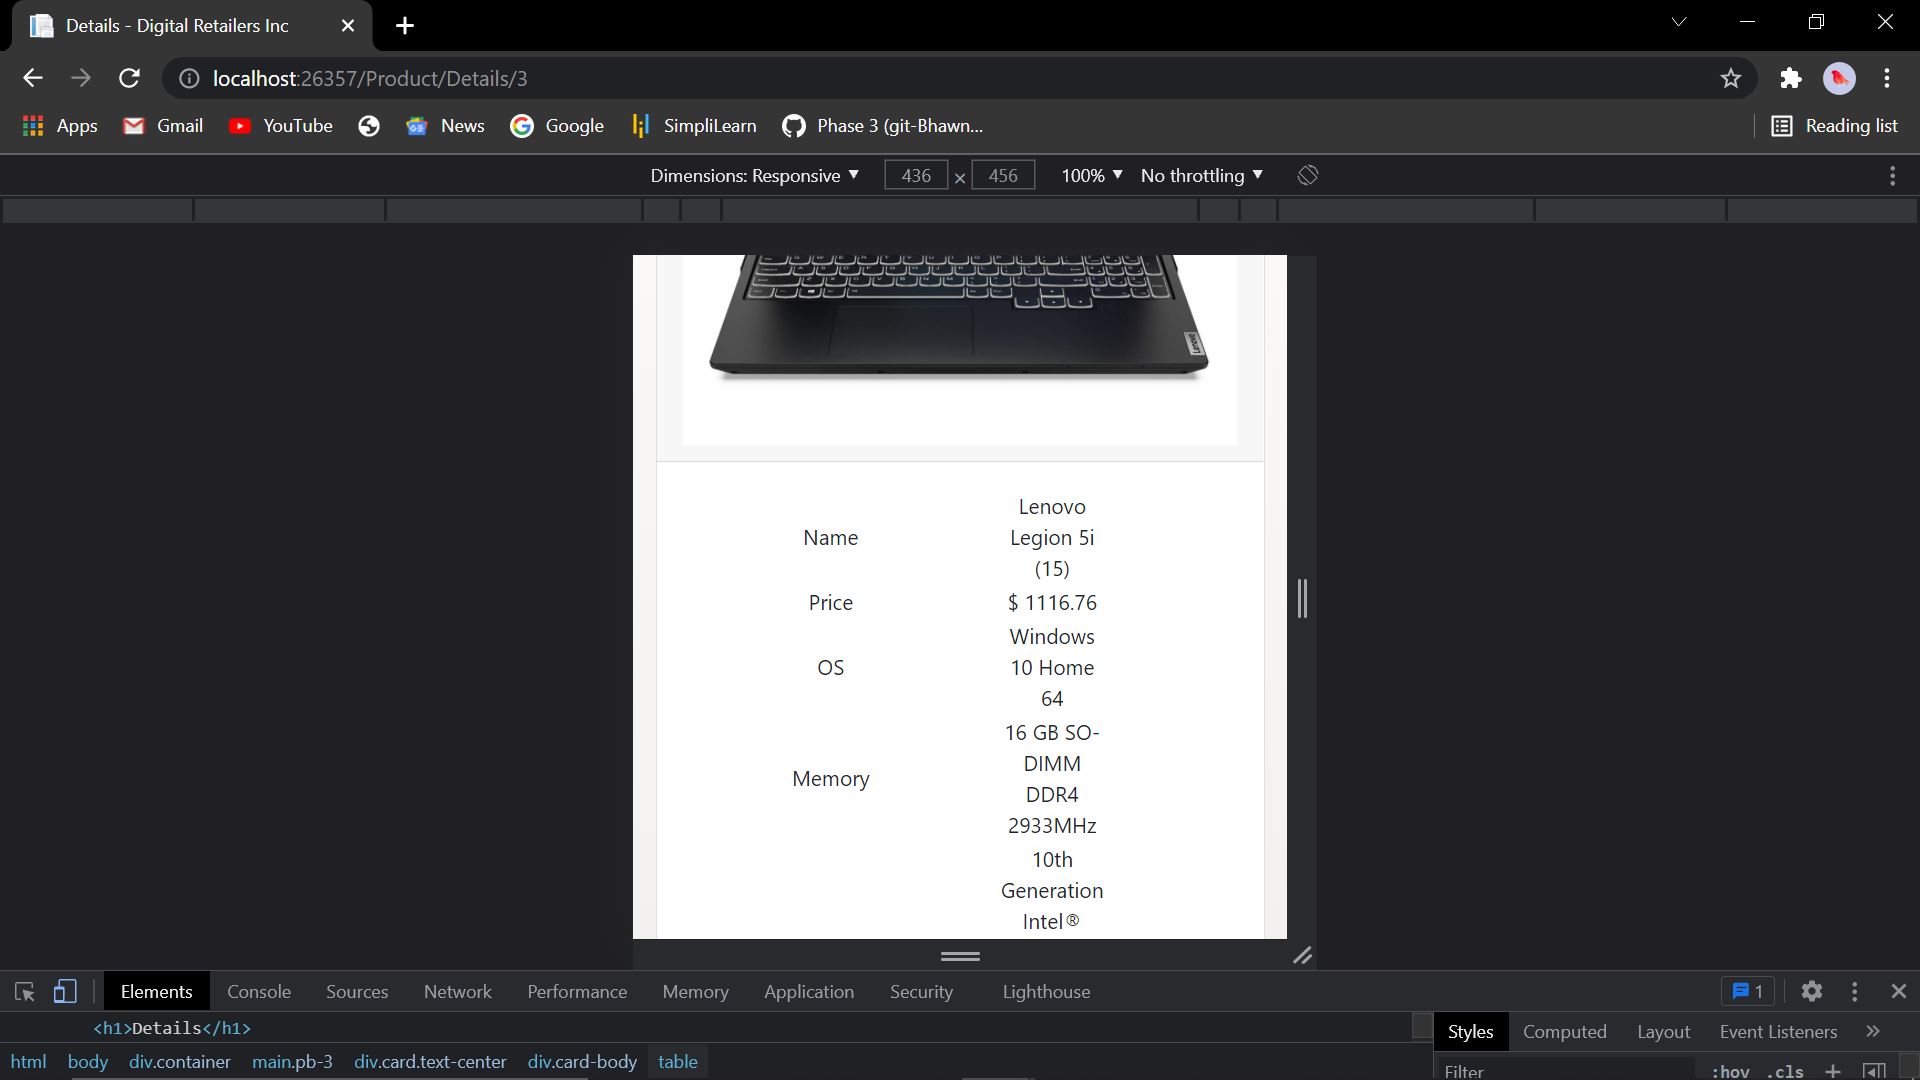 Details - Digital Retailers Inc
localhost:26357/Product/Details/3
Apps Gmail YouTube News Google SimpliLearn Phase 3 (git-Bhawn... Reading list
Dimensions: Responsive 436 × 456 100% No throttling
Lenovo
Name
Lenovo
Legion 5i
(15)
Price $ 1116.76
OS
Windows
10 Home
64
Memory
16 GB SO-
DIMM
DDR4
2933MHz
10th
Generation
Intel®
Elements Console Sources Network Performance Memory Application Security Lighthouse 1
<h1>Details</h1>
Styles Computed Layout Event Listeners »
html body div.container main.pb-3 div.card.text-center div.card-body table
Filter :hov .cls +